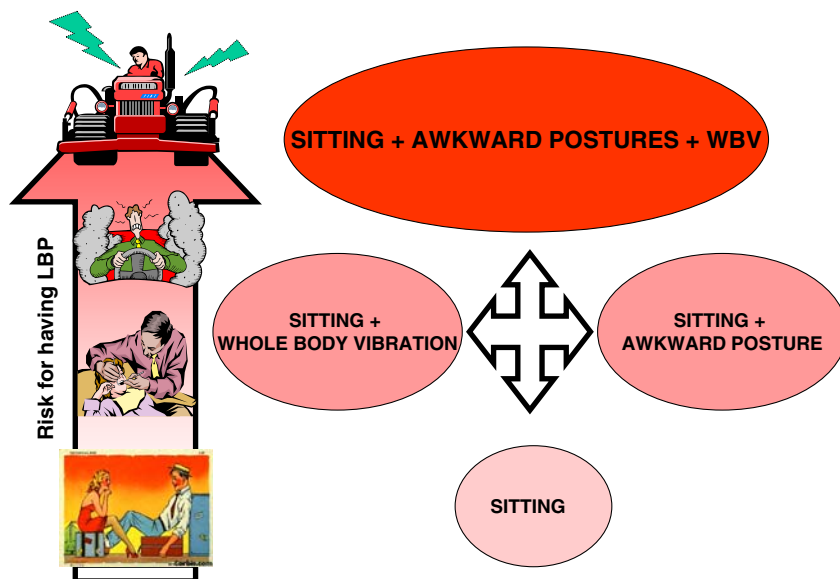 SITTING + AWKWARD POSTURES + WBV
Risk for having LBP
SITTING +
WHOLE BODY VIBRATION
SITTING +
AWKWARD POSTURE
SITTING